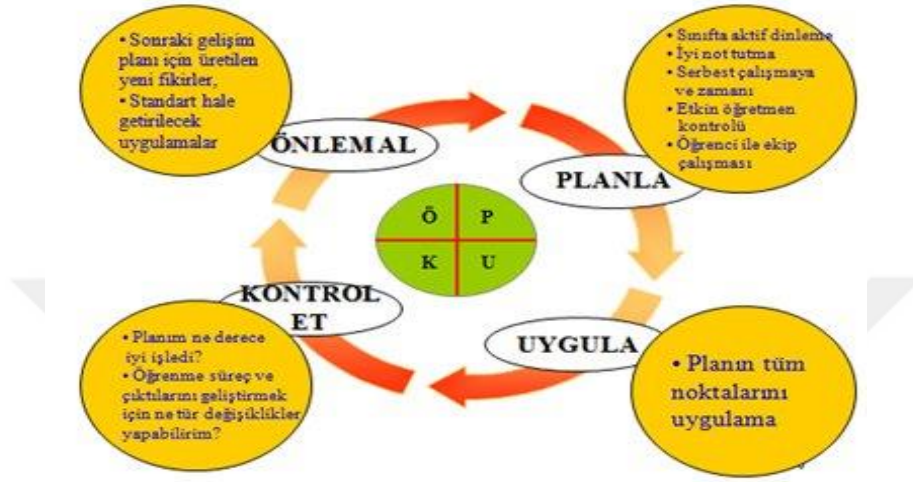 • Sonraki gelişim
planı için üretilen
yeni fikirler,
• Standart hale
getirilecek
uygulamalar
ÖNLEMAL
• Sınıfta aktif dinleme
• İyi not tutma
• Serbest çalışmaya
ve zamanı
• Etkin öğretmen
kontrolü
• Öğrenci ile ekip
çalışması
PLANLA
Ö P
K U
KONTROL
ET
• Planım ne derece
iyi işledi?
• Öğrenme süreç ve
çıktılarını geliştirmek
için ne tür değişiklikler
yapabilirim?
UYGULA
• Planın tüm
noktalarını
uygulama